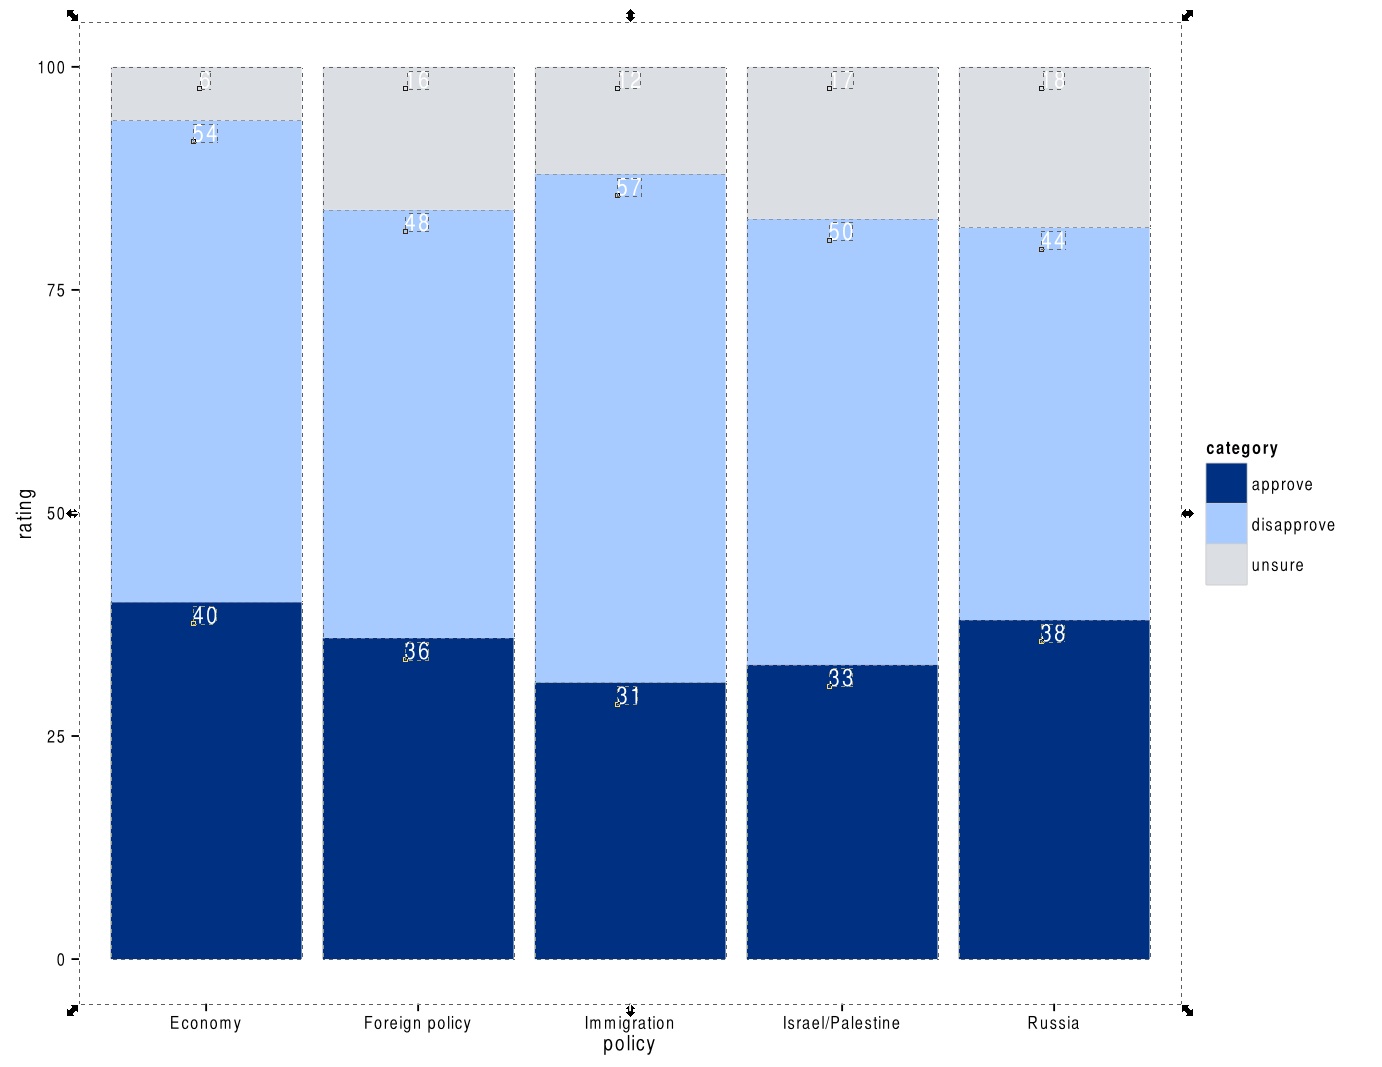 100
75
50
25
0
rating
6 16 12 17 18
54 48 57 50 44
40 36 31 33 38
Economy Foreign policy Immigration Israel/Palestine Russia
policy
category
approve
disapprove
unsure